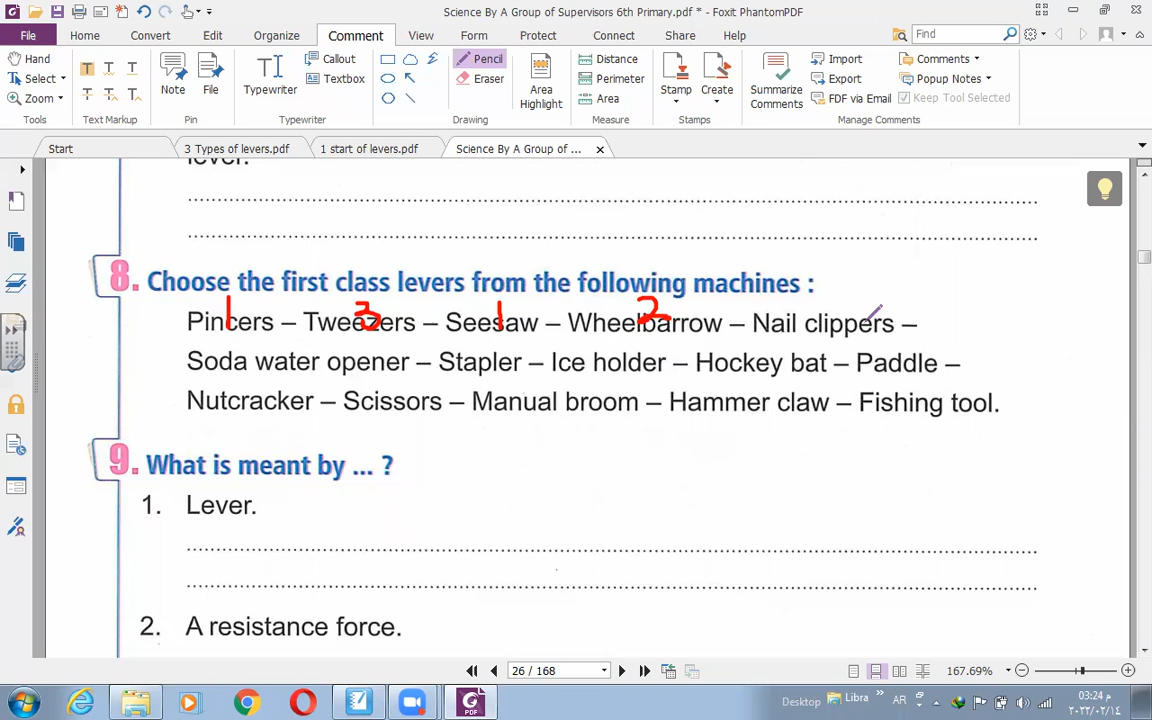 Science By A Group of Supervisors 6th Primary.pdf * - Foxit PhantomPDF
File Home Convert Edit Organize Comment View Form Protect Connect Share Help Find
Hand Select Zoom Tools
Text Markup
Note File Pin
Typewriter Callout Textbox Typewriter
Pencil Eraser Drawing
Area Highlight Distance Perimeter Area Measure
Stamp Create Stamps
Summarize Comments Import Export FDF via Email Comments Popup Notes Keep Tool Selected Manage Comments
Start 3 Types of levers.pdf 1 start of levers.pdf Science By A Group of ...
lever.
8. Choose the first class levers from the following machines :
1 3 1 2
Pincers – Tweezers – Seesaw – Wheelbarrow – Nail clippers –
Soda water opener – Stapler – Ice holder – Hockey bat – Paddle –
Nutcracker – Scissors – Manual broom – Hammer claw – Fishing tool.
9. What is meant by ... ?
1. Lever.
2. A resistance force.
26 / 168 167.69%
Desktop Libra » AR 03:24 م
٢٠٢٢/٠٢/١٤